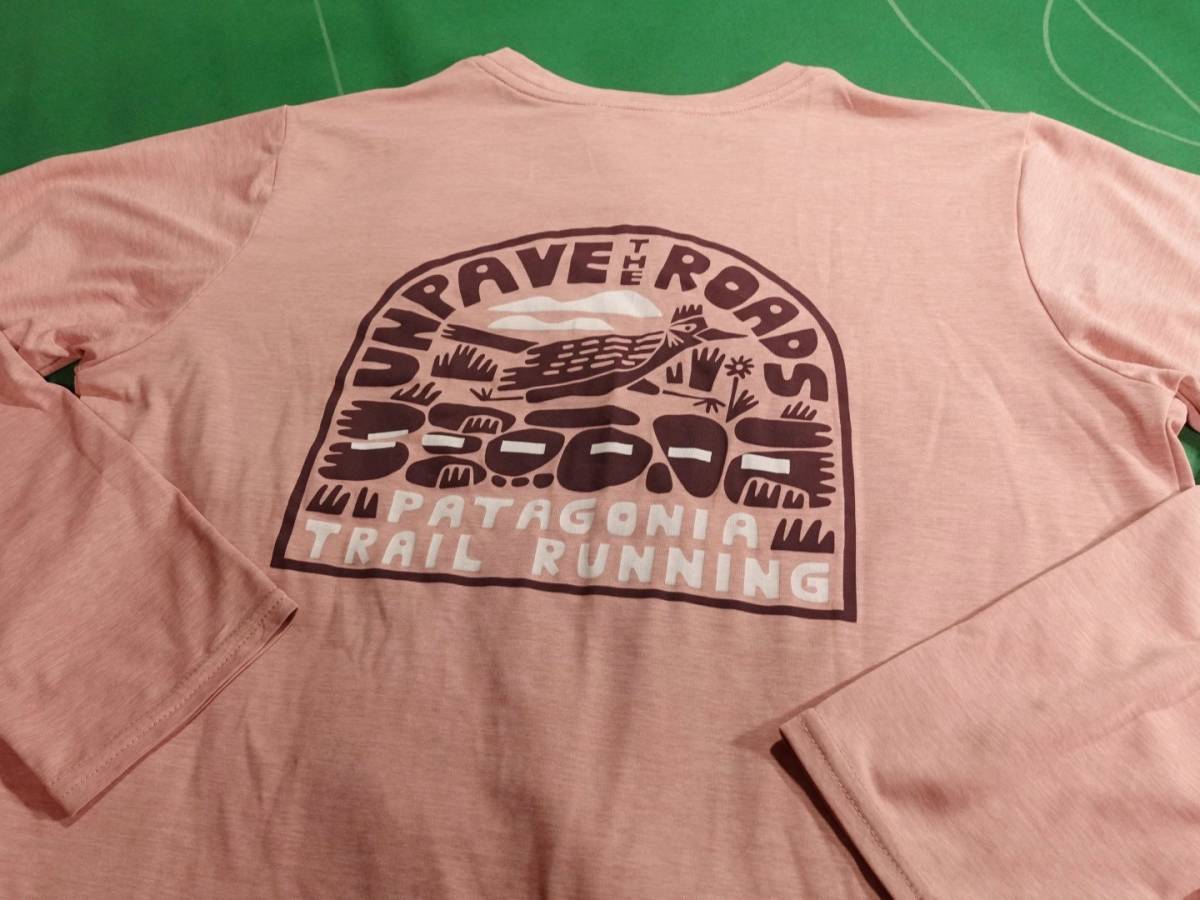 UNPAVE THE ROADS
PATAGONIA
TRAIL RUNNING